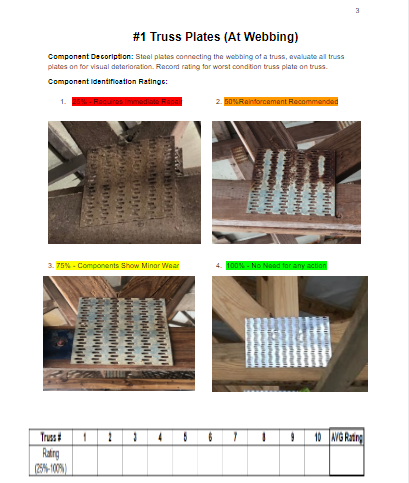 3
#1 Truss Plates (At Webbing)
Component Description: Steel plates connecting the webbing of a truss, evaluate all truss
plates on for visual deterioration. Record rating for worst condition truss plate on truss.
Component Identification Ratings:
1. 25% - Requires Immediate Repair 2. 50%Reinforcement Recommended
3. 75% - Components Show Minor Wear 4. 100% - No Need for any action
Truss # 1 2 3 4 5 6 7 8 9 10 AVG Rating
Rating
(25%-100%)